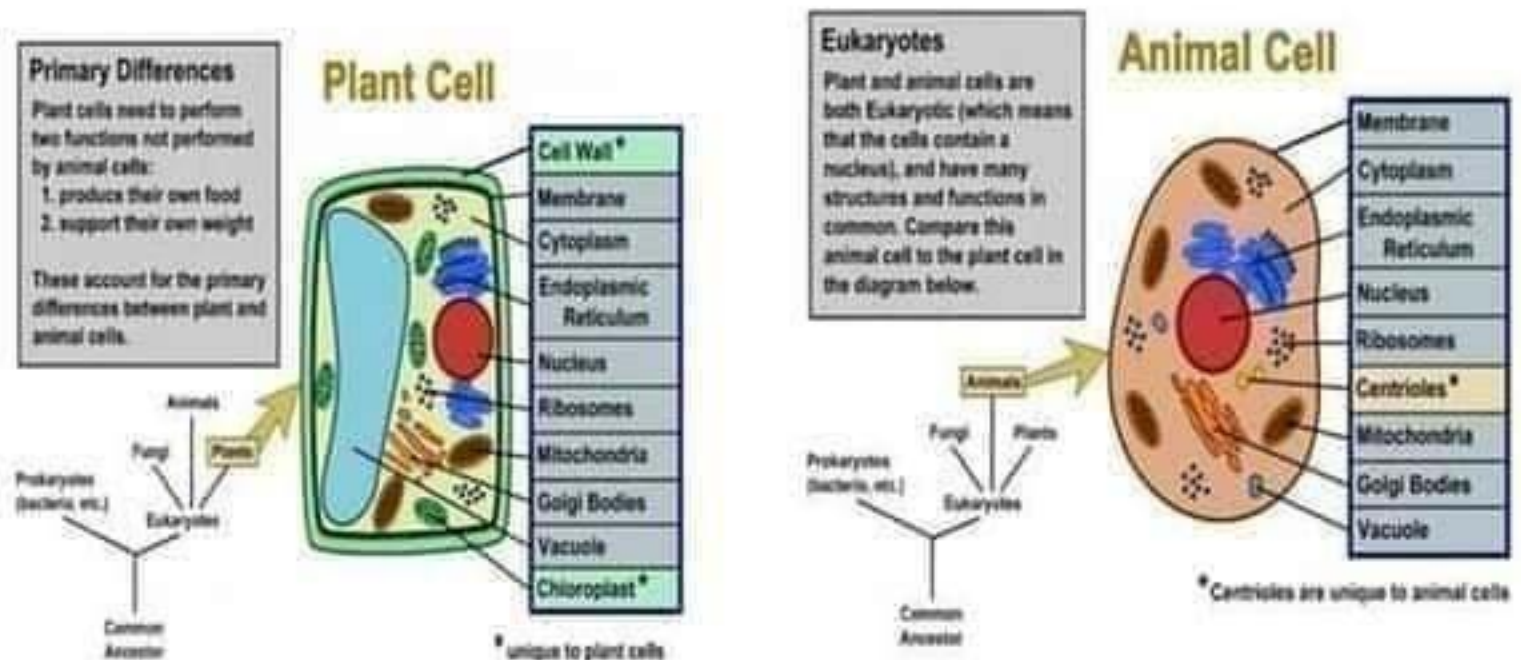 Primary Differences
Plant cells need to perform
two functions not performed
by animal cells:
1. produce their own food
2. support their own weight
These account for the primary
differences between plant and
animal cells.
Plant Cell
Cell Wall*
Membrane
Cytoplasm
Endoplasmic
Reticulum
Nucleus
Ribosomes
Mitochondria
Golgi Bodies
Vacuole
Chloroplast*
* unique to plant cells
Animals
Fungi
Plants
Prokaryotes
(bacteria, etc.)
Eukaryotes
Common
Ancestor
Eukaryotes
Plant and animal cells are
both Eukaryotic (which means
that the cells contain a
nucleus), and have many
structures and functions in
common. Compare this
animal cell to the plant cell in
the diagram below.
Animal Cell
Membrane
Cytoplasm
Endoplasmic
Reticulum
Nucleus
Ribosomes
Centrioles*
Mitochondria
Golgi Bodies
Vacuole
*Centrioles are unique to animal cells
Animals
Fungi
Plants
Prokaryotes
(bacteria, etc.)
Eukaryotes
Common
Ancestor